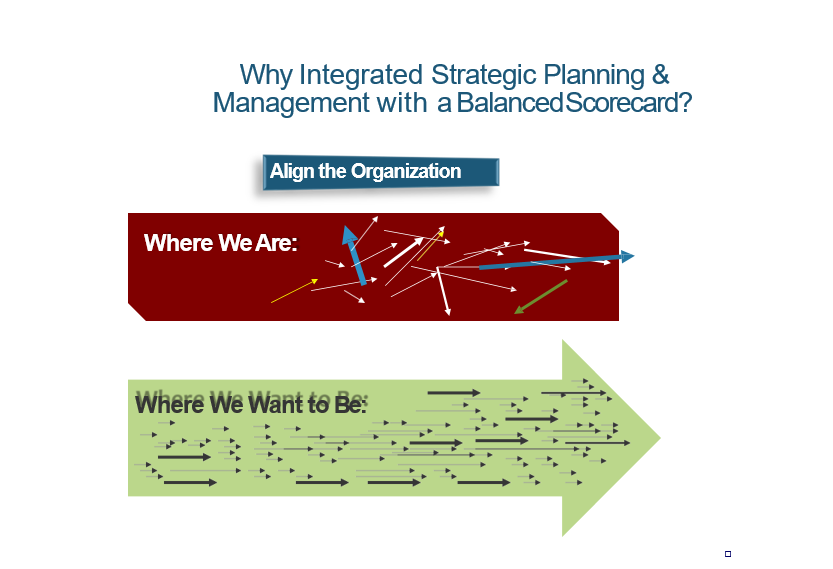 Why Integrated Strategic Planning &
Management with a Balanced Scorecard?
Align the Organization
Where We Are:
Where We Want to Be: